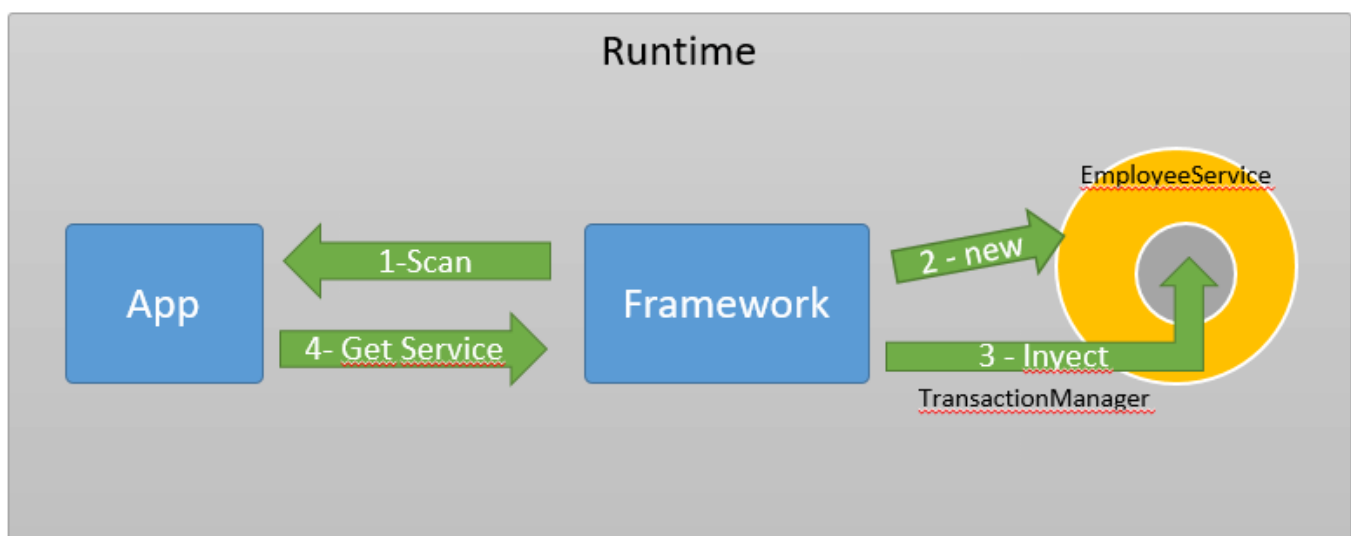 Runtime
EmployeeService
App
1-Scan
4- Get Service
Framework
2 - new
3 - Inyect
TransactionManager